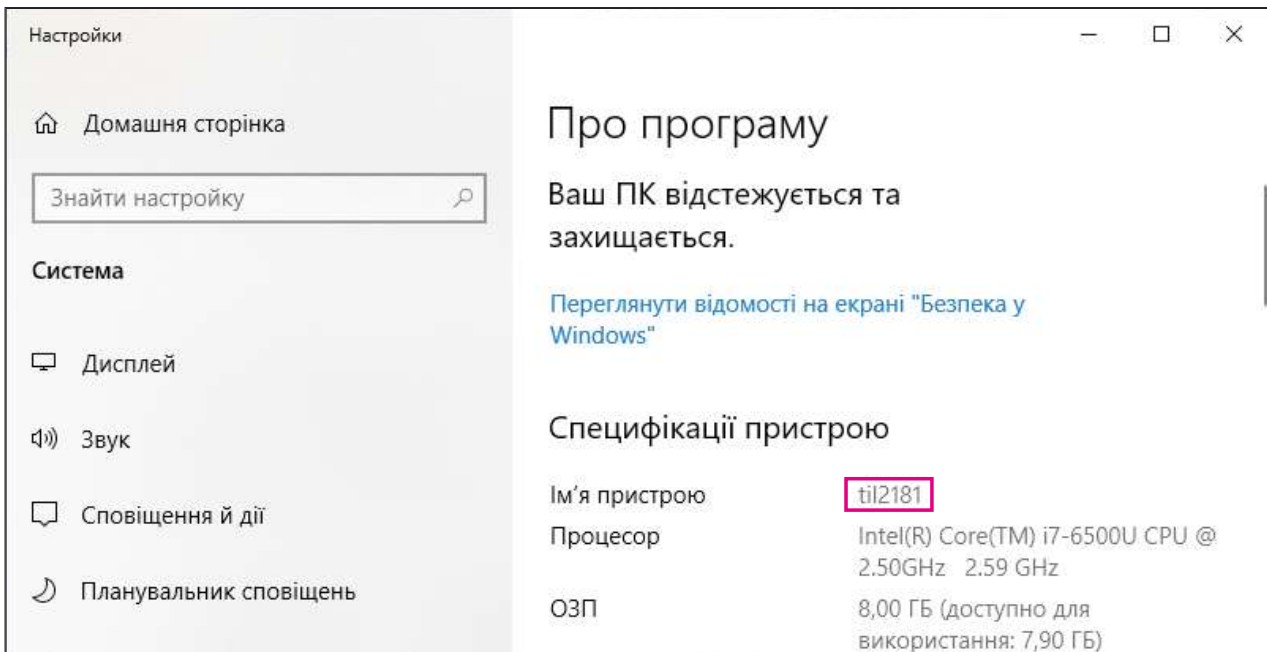 Настройки
Домашня сторінка
Знайти настройку
Система
Дисплей
Звук
Сповіщення й дії
Планувальник сповіщень
Про програму
Ваш ПК відстежується та
захищається.
Переглянути відомості на екрані "Безпека у
Windows"
Специфікації пристрою
Ім’я пристрою til2181
Процесор Intel(R) Core(TM) i7-6500U CPU @
2.50GHz 2.59 GHz
ОЗП 8,00 ГБ (доступно для
використання: 7,90 ГБ)